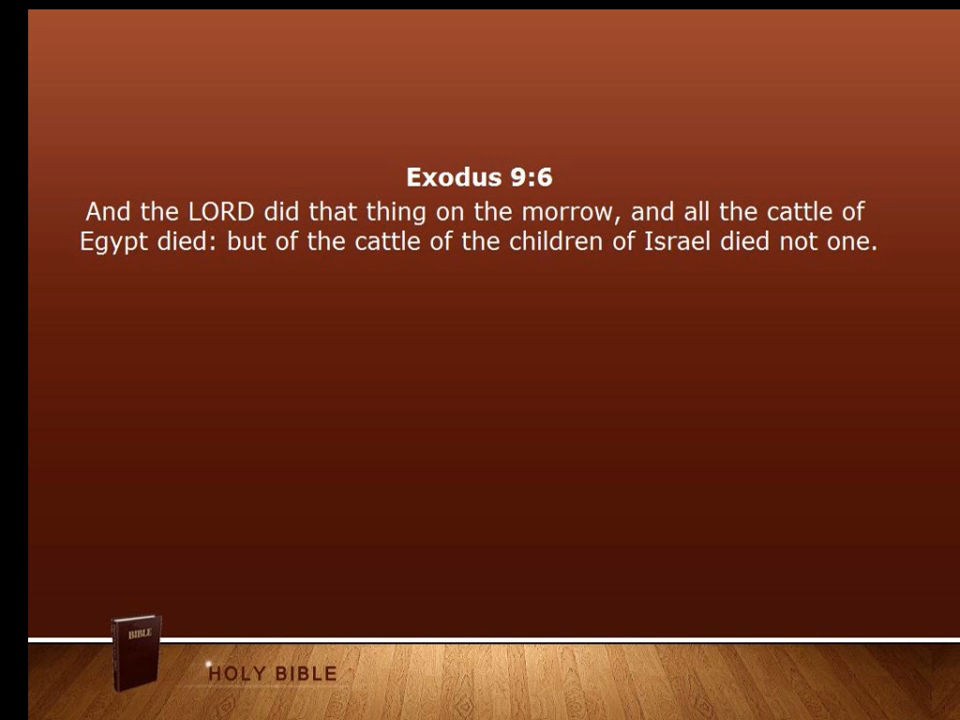 Exodus 9:6
And the LORD did that thing on the morrow, and all the cattle of
Egypt died: but of the cattle of the children of Israel died not one.
BIBLE
HOLY BIBLE